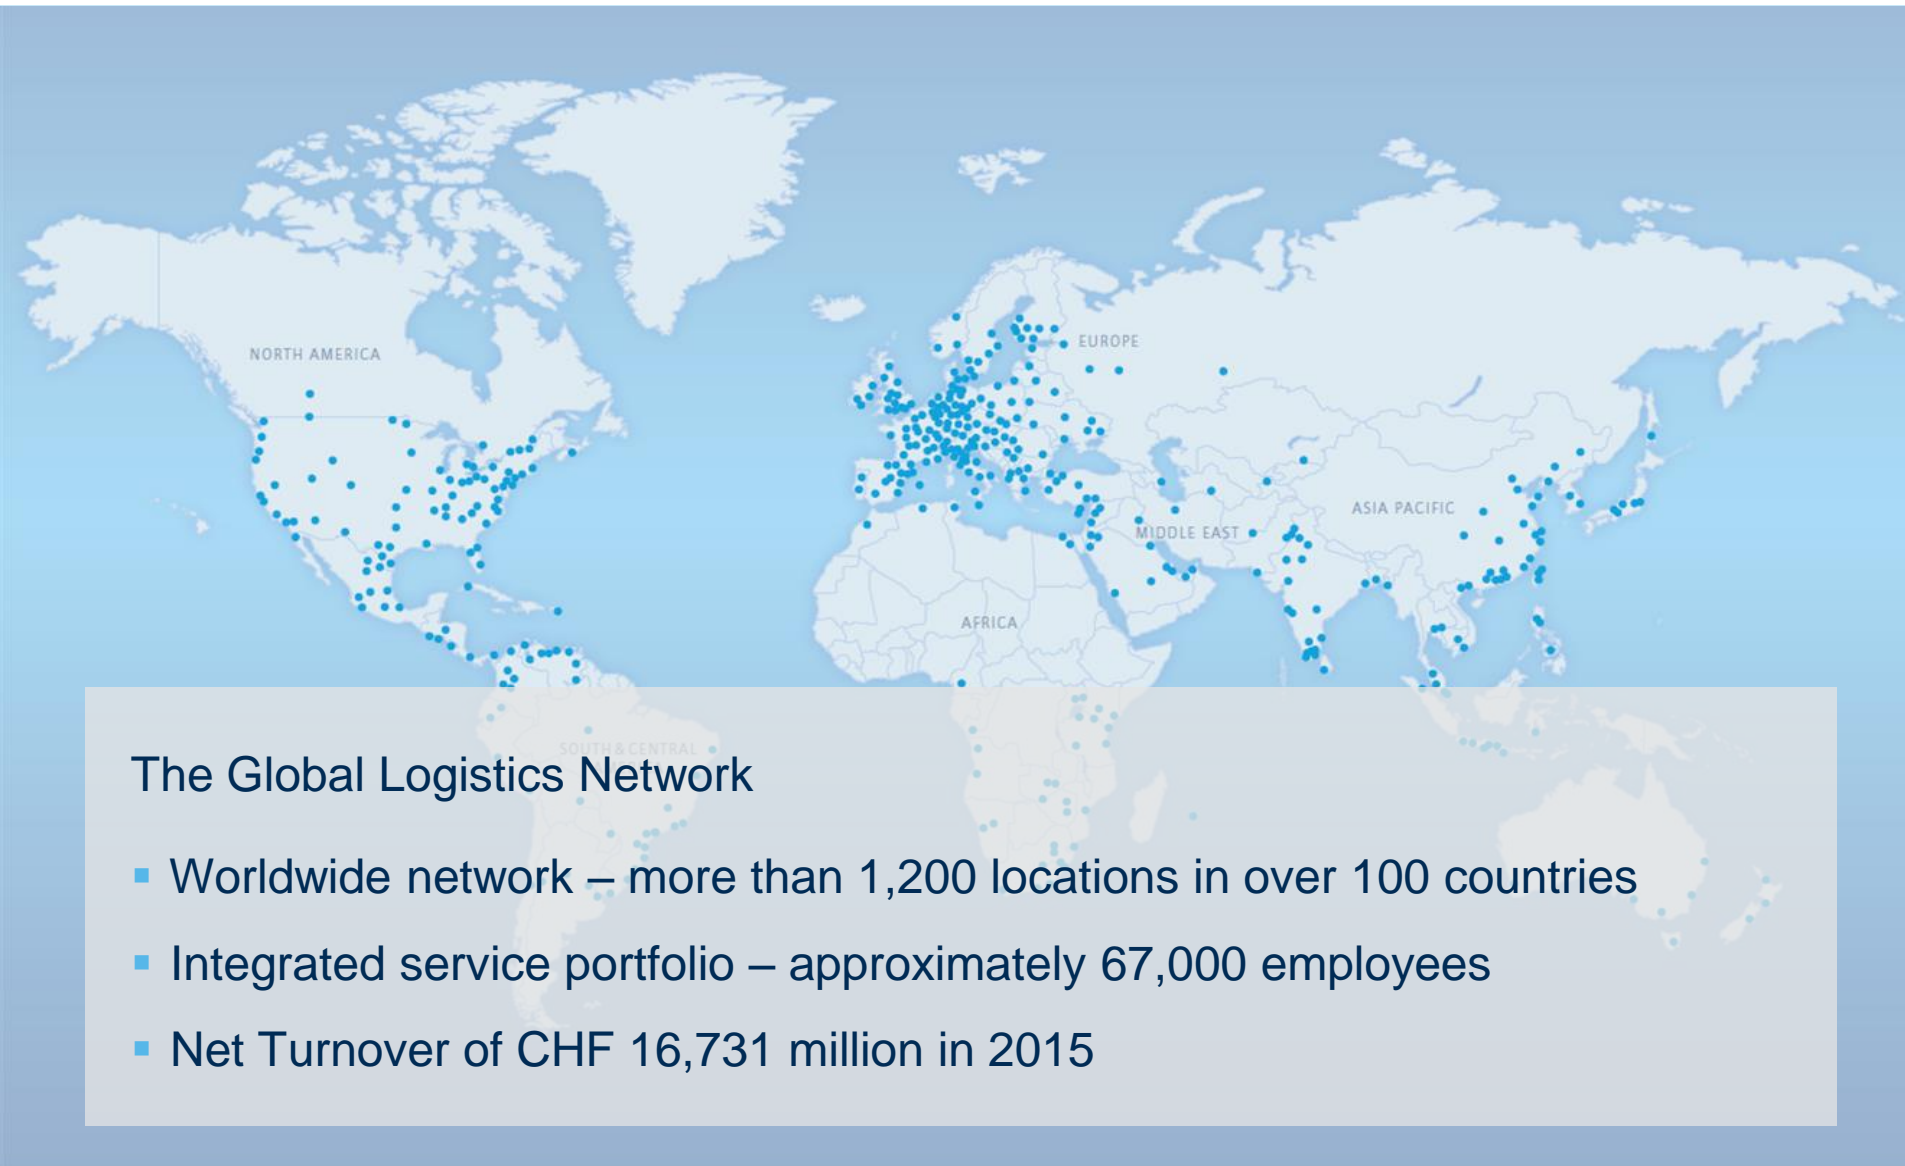 NORTH AMERICA
EUROPE
ASIA PACIFIC
MIDDLE EAST
AFRICA
SOUTH & CENTRAL
The Global Logistics Network
▪ Worldwide network – more than 1,200 locations in over 100 countries
▪ Integrated service portfolio – approximately 67,000 employees
▪ Net Turnover of CHF 16,731 million in 2015